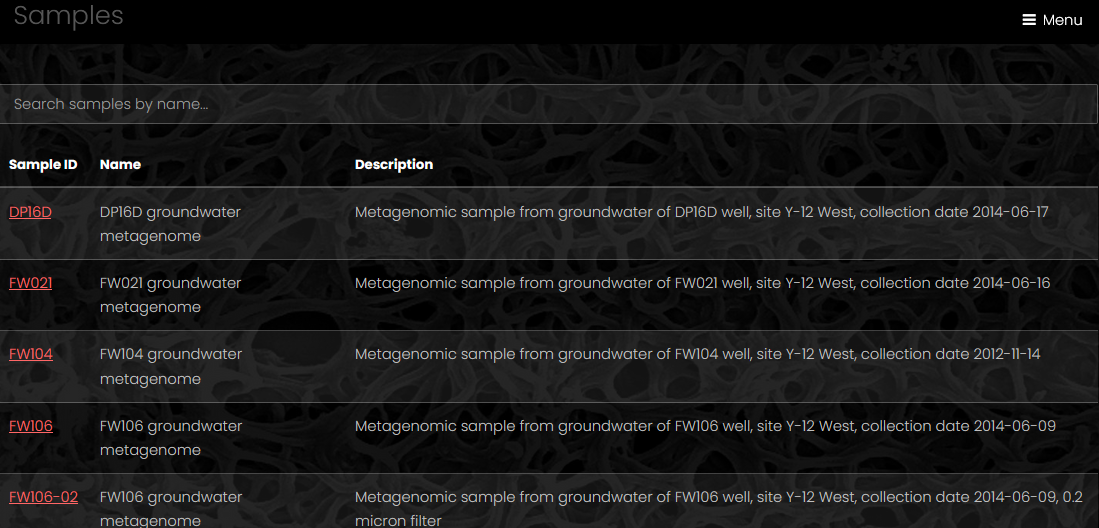 Samples
Menu
Search samples by name...
Sample ID Name Description
DP16D DP16D groundwater Metagenomic sample from groundwater of DP16D well, site Y-12 West, collection date 2014-06-17
metagenome
FW021 FW021 groundwater Metagenomic sample from groundwater of FW021 well, site Y-12 West, collection date 2014-06-16
metagenome
FW104 FW104 groundwater Metagenomic sample from groundwater of FW104 well, site Y-12 West, collection date 2012-11-14
metagenome
FW106 FW106 groundwater Metagenomic sample from groundwater of FW106 well, site Y-12 West, collection date 2014-06-09
metagenome
FW106-02 FW106 groundwater Metagenomic sample from groundwater of FW106 well, site Y-12 West, collection date 2014-06-09, 0.2
metagenome micron filter